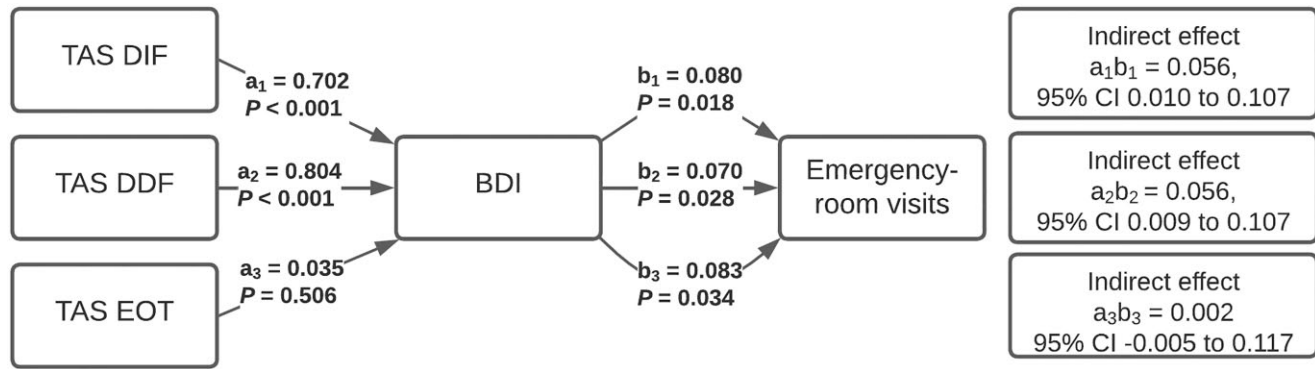 TAS DIF
a₁ = 0.702
P < 0.001
b₁ = 0.080
P = 0.018
Indirect effect
a₁b₁ = 0.056,
95% CI 0.010 to 0.107
TAS DDF
a₂ = 0.804
P < 0.001
BDI
b₂ = 0.070
P = 0.028
Emergency-
room visits
Indirect effect
a₂b₂ = 0.056,
95% CI 0.009 to 0.107
TAS EOT
a₃ = 0.035
P = 0.506
b₃ = 0.083
P = 0.034
Indirect effect
a₃b₃ = 0.002
95% CI -0.005 to 0.117